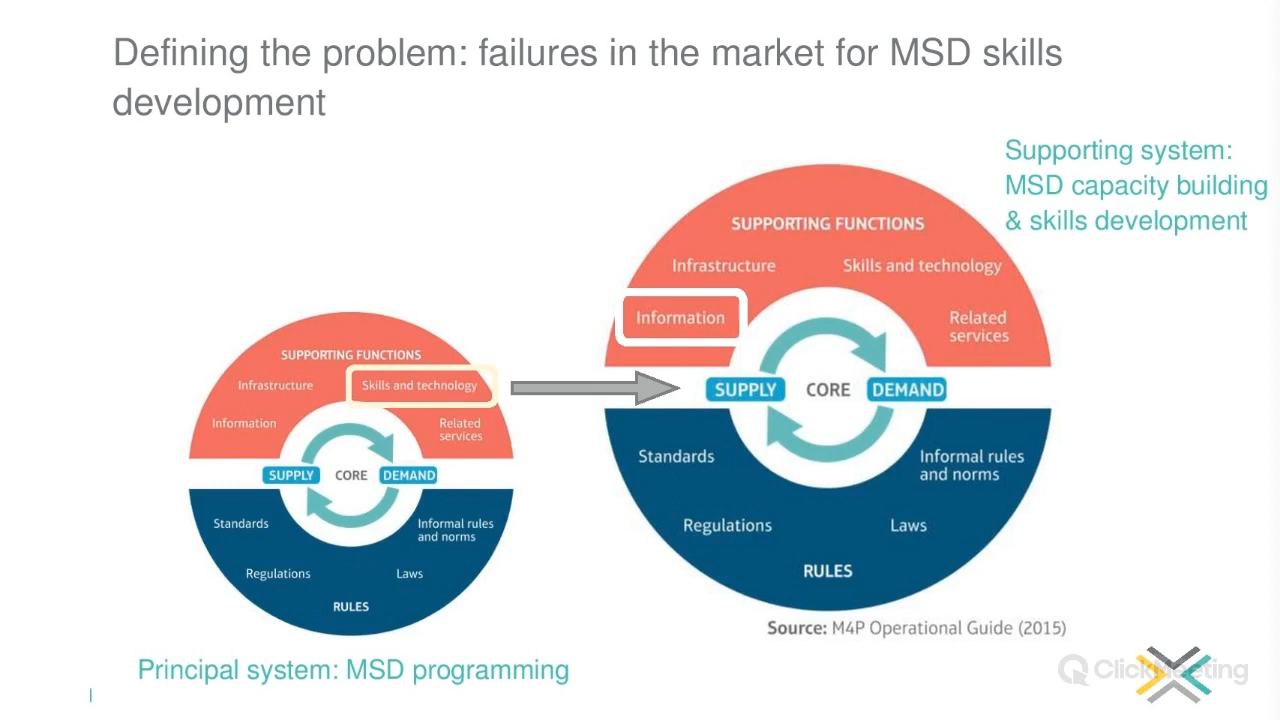 Defining the problem: failures in the market for MSD skills
development
Supporting system:
MSD capacity building
& skills development
SUPPORTING FUNCTIONS
Infrastructure
Skills and technology
Information
Related
services
SUPPLY
CORE
DEMAND
Standards
Informal rules
and norms
Regulations
Laws
RULES
SUPPORTING FUNCTIONS
Infrastructure
Skills and technology
Information
Related
services
SUPPLY
CORE
DEMAND
Standards
Informal rules
and norms
Regulations
Laws
RULES
Source: M4P Operational Guide (2015)
Principal system: MSD programming
ClickMeeting